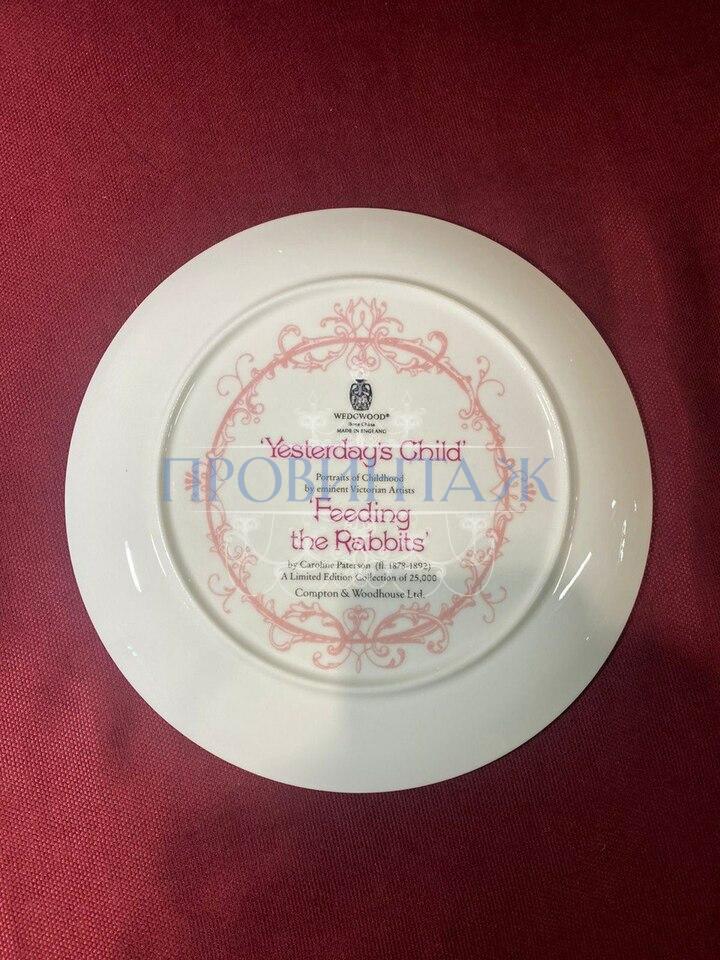 WEDGWOOD®
Bone China
MADE IN ENGLAND
'Yesterday's Child'
ПРОВИНТАЖ
Portraits of Childhood
by eminent Victorian Artists
'Feeding
the Rabbits'
by Caroline Paterson (fl. 1878-1892)
A Limited Edition Collection of 25,000
Compton & Woodhouse Ltd.